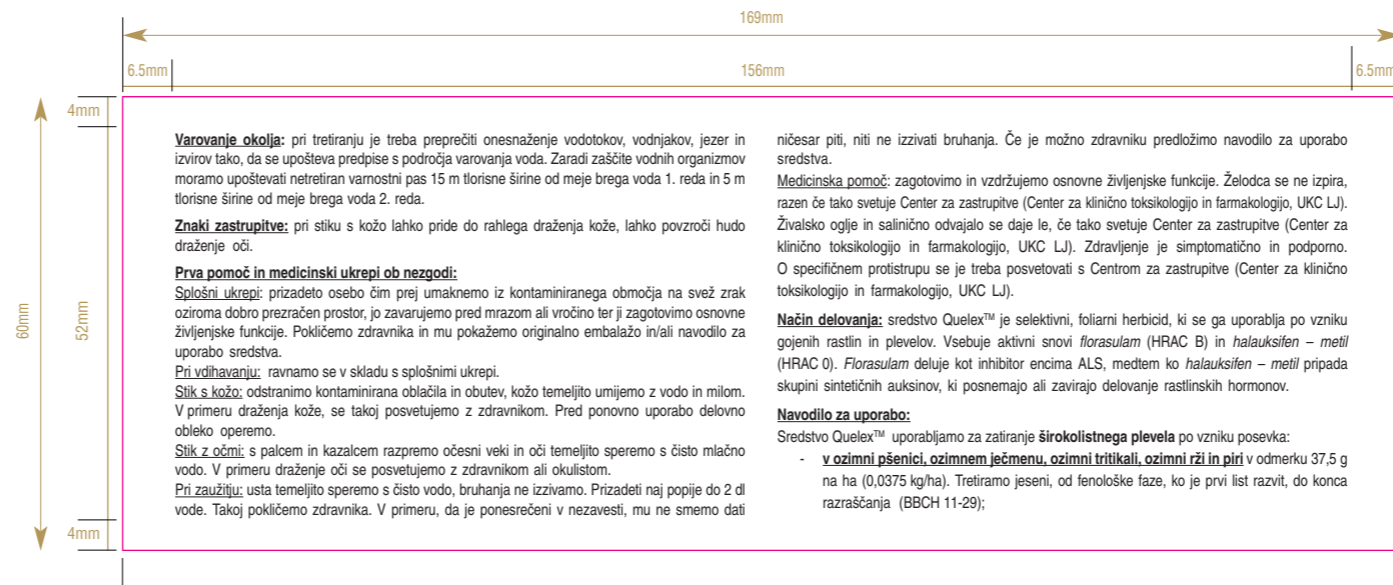 169mm
6.5mm
156mm
6.5mm
4mm
60mm
52mm
4mm
Varovanje okolja: pri tretiranju je treba preprečiti onesnaženje vodotokov, vodnjakov, jezer in
izvirov tako, da se upošteva predpise s področja varovanja voda. Zaradi zaščite vodnih organizmov
moramo upoštevati netretiran varnostni pas 15 m tlorisne širine od meje brega voda 1. reda in 5 m
tlorisne širine od meje brega voda 2. reda.
Znaki zastrupitve: pri stiku s kožo lahko pride do rahlega draženja kože, lahko povzroči hudo
draženje oči.
Prva pomoč in medicinski ukrepi ob nezgodi:
Splošni ukrepi: prizadeto osebo čim prej umaknemo iz kontaminiranega območja na svež zrak
oziroma dobro prezračen prostor, jo zavarujemo pred mrazom ali vročino ter ji zagotovimo osnovne
življenjske funkcije. Pokličemo zdravnika in mu pokažemo originalno embalažo in/ali navodilo za
uporabo sredstva.
Pri vdihavanju: ravnamo se v skladu s splošnimi ukrepi.
Stik s kožo: odstranimo kontaminirana oblačila in obutev, kožo temeljito umijemo z vodo in milom.
V primeru draženja kože, se takoj posvetujemo z zdravnikom. Pred ponovno uporabo delovno
obleko operemo.
Stik z očmi: s palcem in kazalcem razpremo očesni veki in oči temeljito speremo s čisto mlačno
vodo. V primeru draženje oči se posvetujemo z zdravnikom ali okulistom.
Pri zaužitju: usta temeljito speremo s čisto vodo, bruhanja ne izzivamo. Prizadeti naj popije do 2 dl
vode. Takoj pokličemo zdravnika. V primeru, da je ponesrečeni v nezavesti, mu ne smemo dati
ničesar piti, niti ne izzivati bruhanja. Če je možno zdravniku predložimo navodilo za uporabo
sredstva.
Medicinska pomoč: zagotovimo in vzdržujemo osnovne življenjske funkcije. Želodca se ne izpira,
razen če tako svetuje Center za zastrupitve (Center za klinično toksikologijo in farmakologijo, UKC LJ).
Živalsko oglje in salinično odvajalo se daje le, če tako svetuje Center za zastrupitve (Center za
klinično toksikologijo in farmakologijo, UKC LJ). Zdravljenje je simptomatično in podporno.
O specifičnem protistrupu se je treba posvetovati s Centrom za zastrupitve (Center za klinično
toksikologijo in farmakologijo, UKC LJ).
Način delovanja: sredstvo Quelex™ je selektivni, foliarni herbicid, ki se ga uporablja po vzniku
gojenih rastlin in plevelov. Vsebuje aktivni snovi florasulam (HRAC B) in halauksifen – metil
(HRAC 0). Florasulam deluje kot inhibitor encima ALS, medtem ko halauksifen – metil pripada
skupini sintetičnih auksinov, ki posnemajo ali zavirajo delovanje rastlinskih hormonov.
Navodilo za uporabo:
Sredstvo Quelex™ uporabljamo za zatiranje širokolistnega plevela po vzniku posevka:
- v ozimni pšenici, ozimnem ječmenu, ozimni tritikali, ozimni rži in piri v odmerku 37,5 g
na ha (0,0375 kg/ha). Tretiramo jeseni, od fenološke faze, ko je prvi list razvit, do konca
razraščanja (BBCH 11-29);